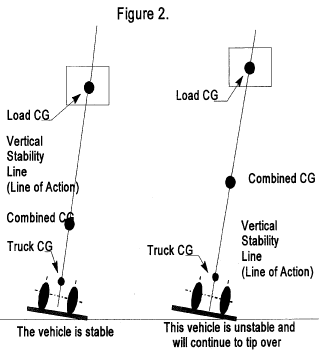 Figure 2.
Load CG
Vertical
Stability
Line
(Line of Action)
Combined CG
Truck CG
The vehicle is stable
Load CG
Combined CG
Vertical
Stability
Line
(Line of Action)
Truck CG
This vehicle is unstable and
will continue to tip over